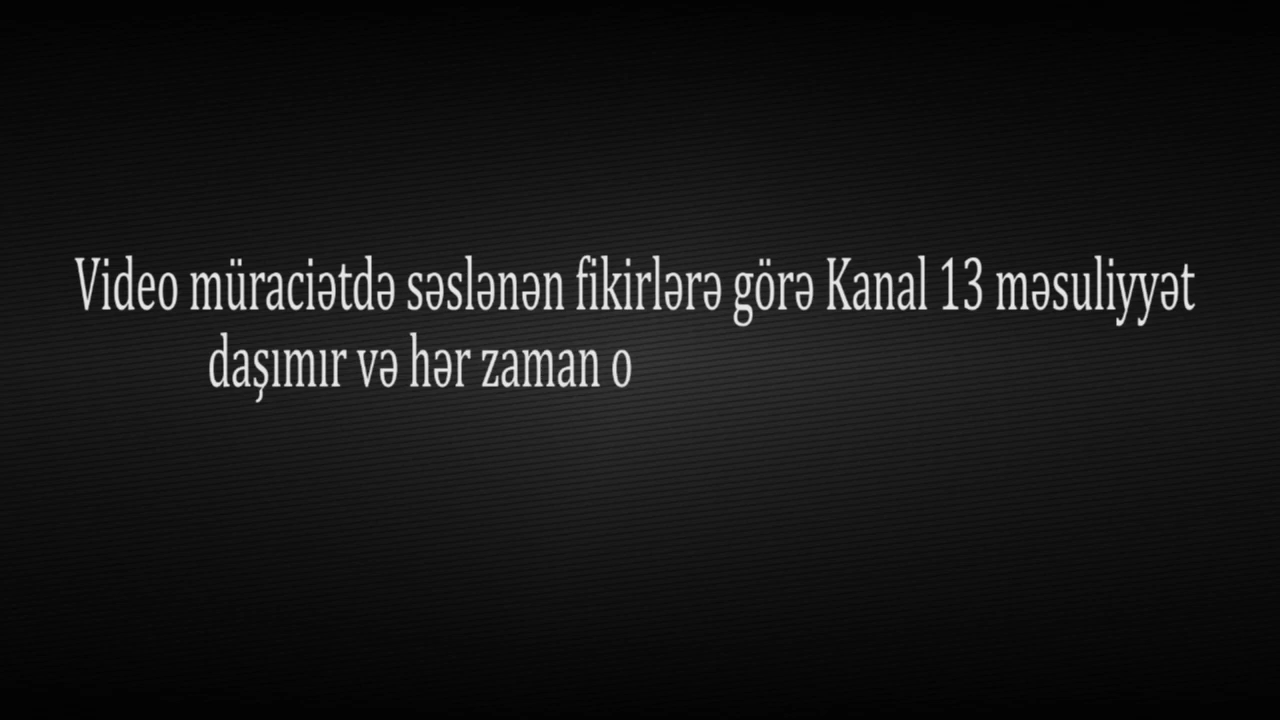 Video müraciətdə səslənən fikirlərə görə Kanal 13 məsuliyyət
daşımır və hər zaman o